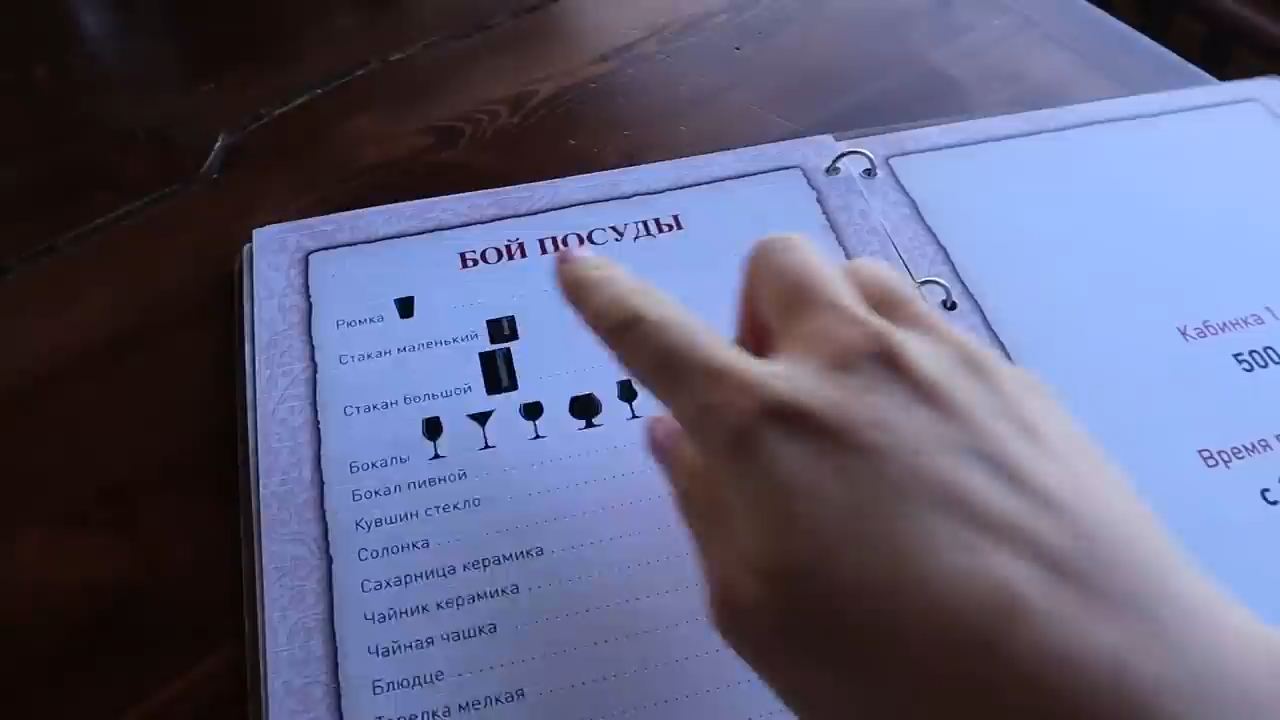 БОЙ ПОСУДЫ
Рюмка
Стакан маленький
Стакан большой
Бокалы
Бокал пивной
Кувшин стекло
Солонка
Сахарница керамика
Чайник керамика
Чайная чашка
Блюдце
Тарелка мелкая
Кабинка 1
500
Время
с